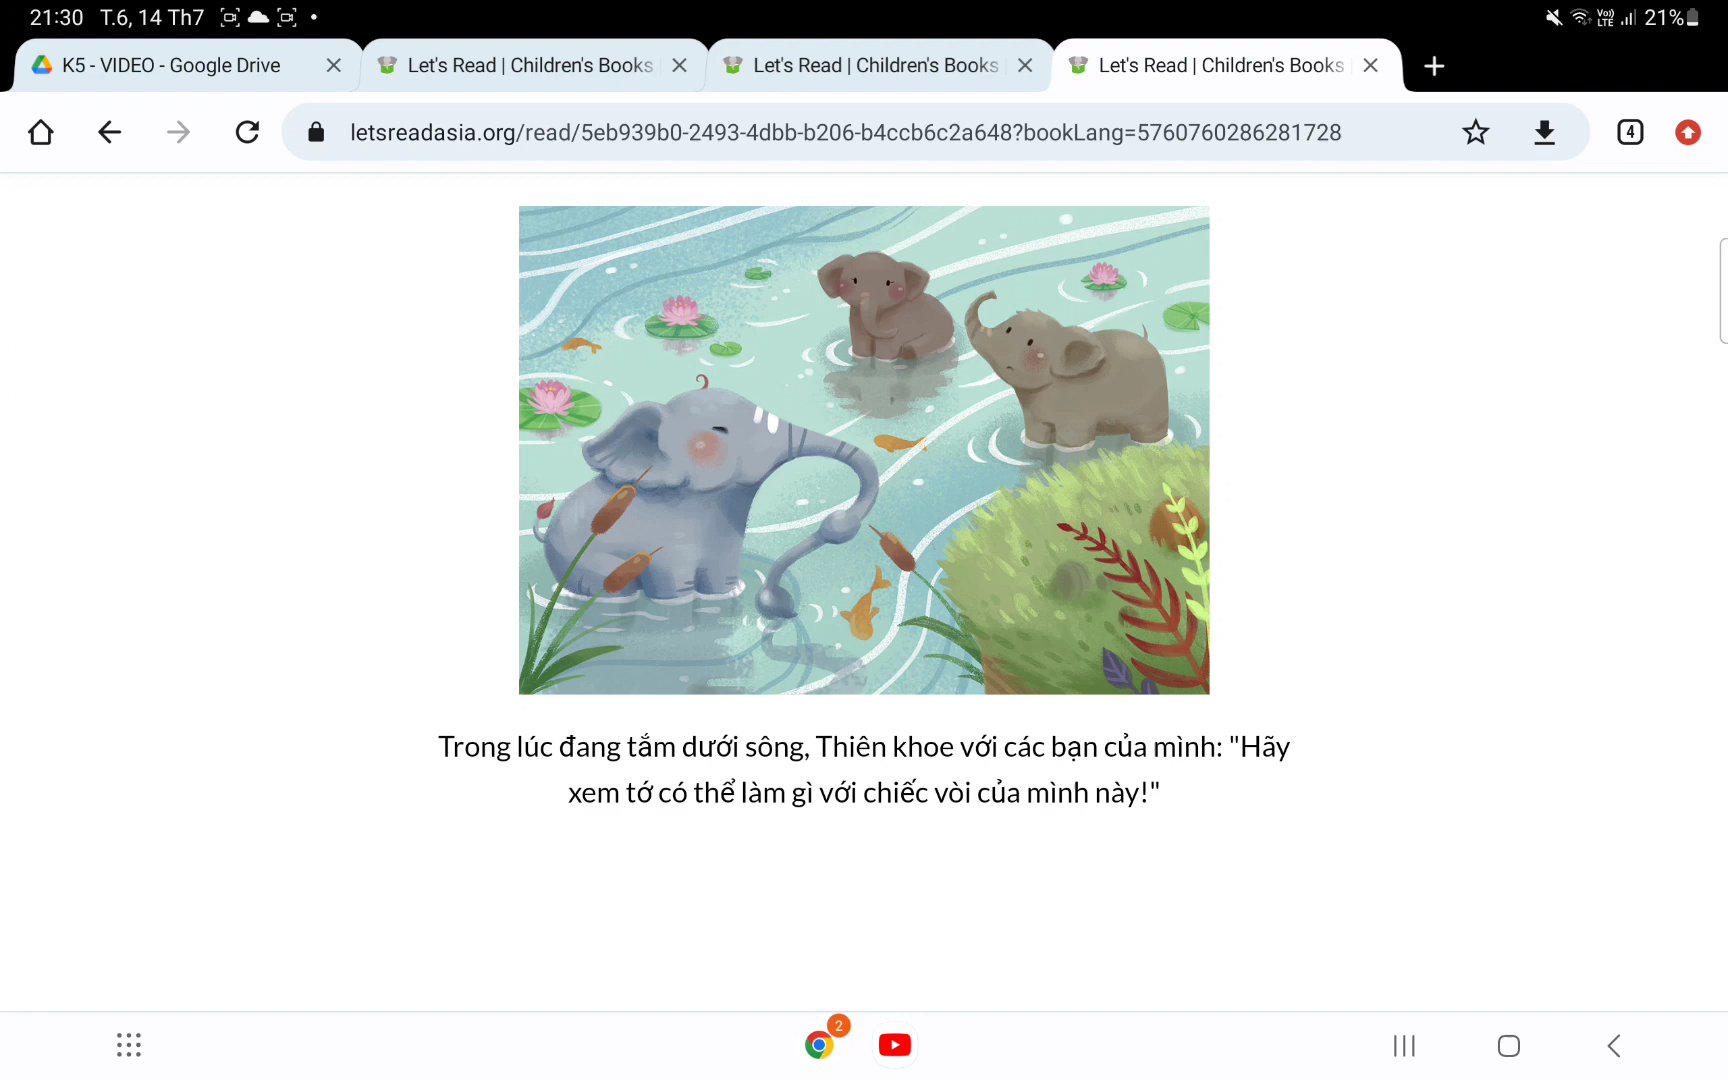 21:30 T.6, 14 Th7
Vo) LTE 21%
K5 - VIDEO - Google Drive
Let's Read | Children's Books
Let's Read | Children's Books
Let's Read | Children's Books
letsreadasia.org/read/5eb939b0-2493-4dbb-b206-b4ccb6c2a648?bookLang=5760760286281728
4
Trong lúc đang tắm dưới sông, Thiên khoe với các bạn của mình: "Hãy
xem tớ có thể làm gì với chiếc vòi của mình này!"
2